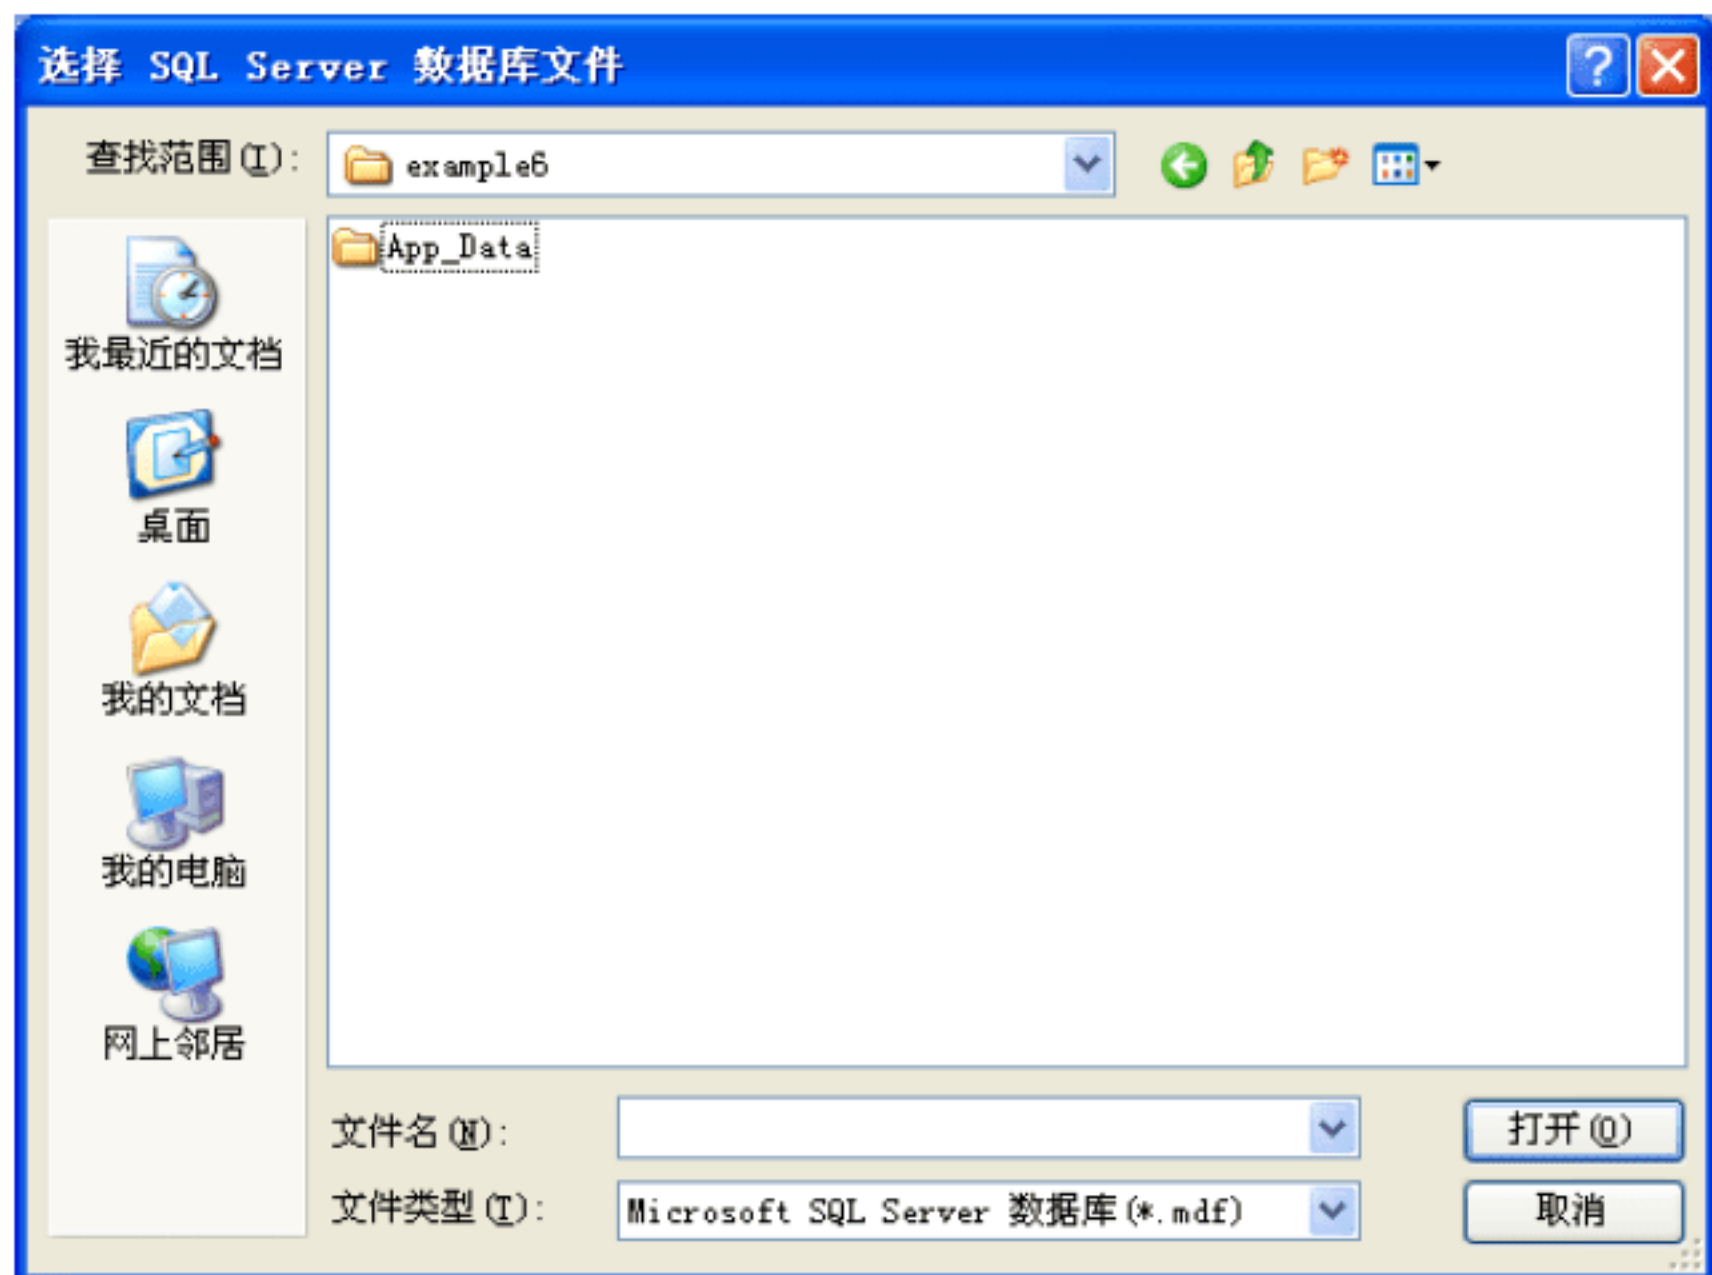 选择 SQL Server 数据库文件
查找范围(I):
example6
App_Data
我最近的文档
桌面
我的文档
我的电脑
网上邻居
文件名(N):
打开(O)
文件类型(T):
Microsoft SQL Server 数据库(*.mdf)
取消